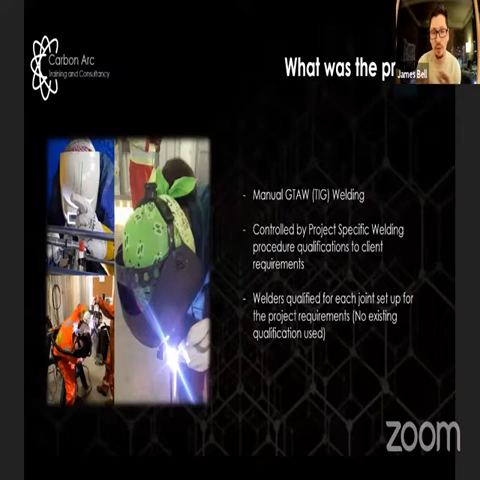 Carbon Arc
Training and Consultancy
What was the
James Bell
- Manual GTAW (TIG) Welding
- Controlled by Project Specific Welding
procedure qualifications to client
requirements
- Welders qualified for each joint set up for
the project requirements (No existing
qualification used)
zoom